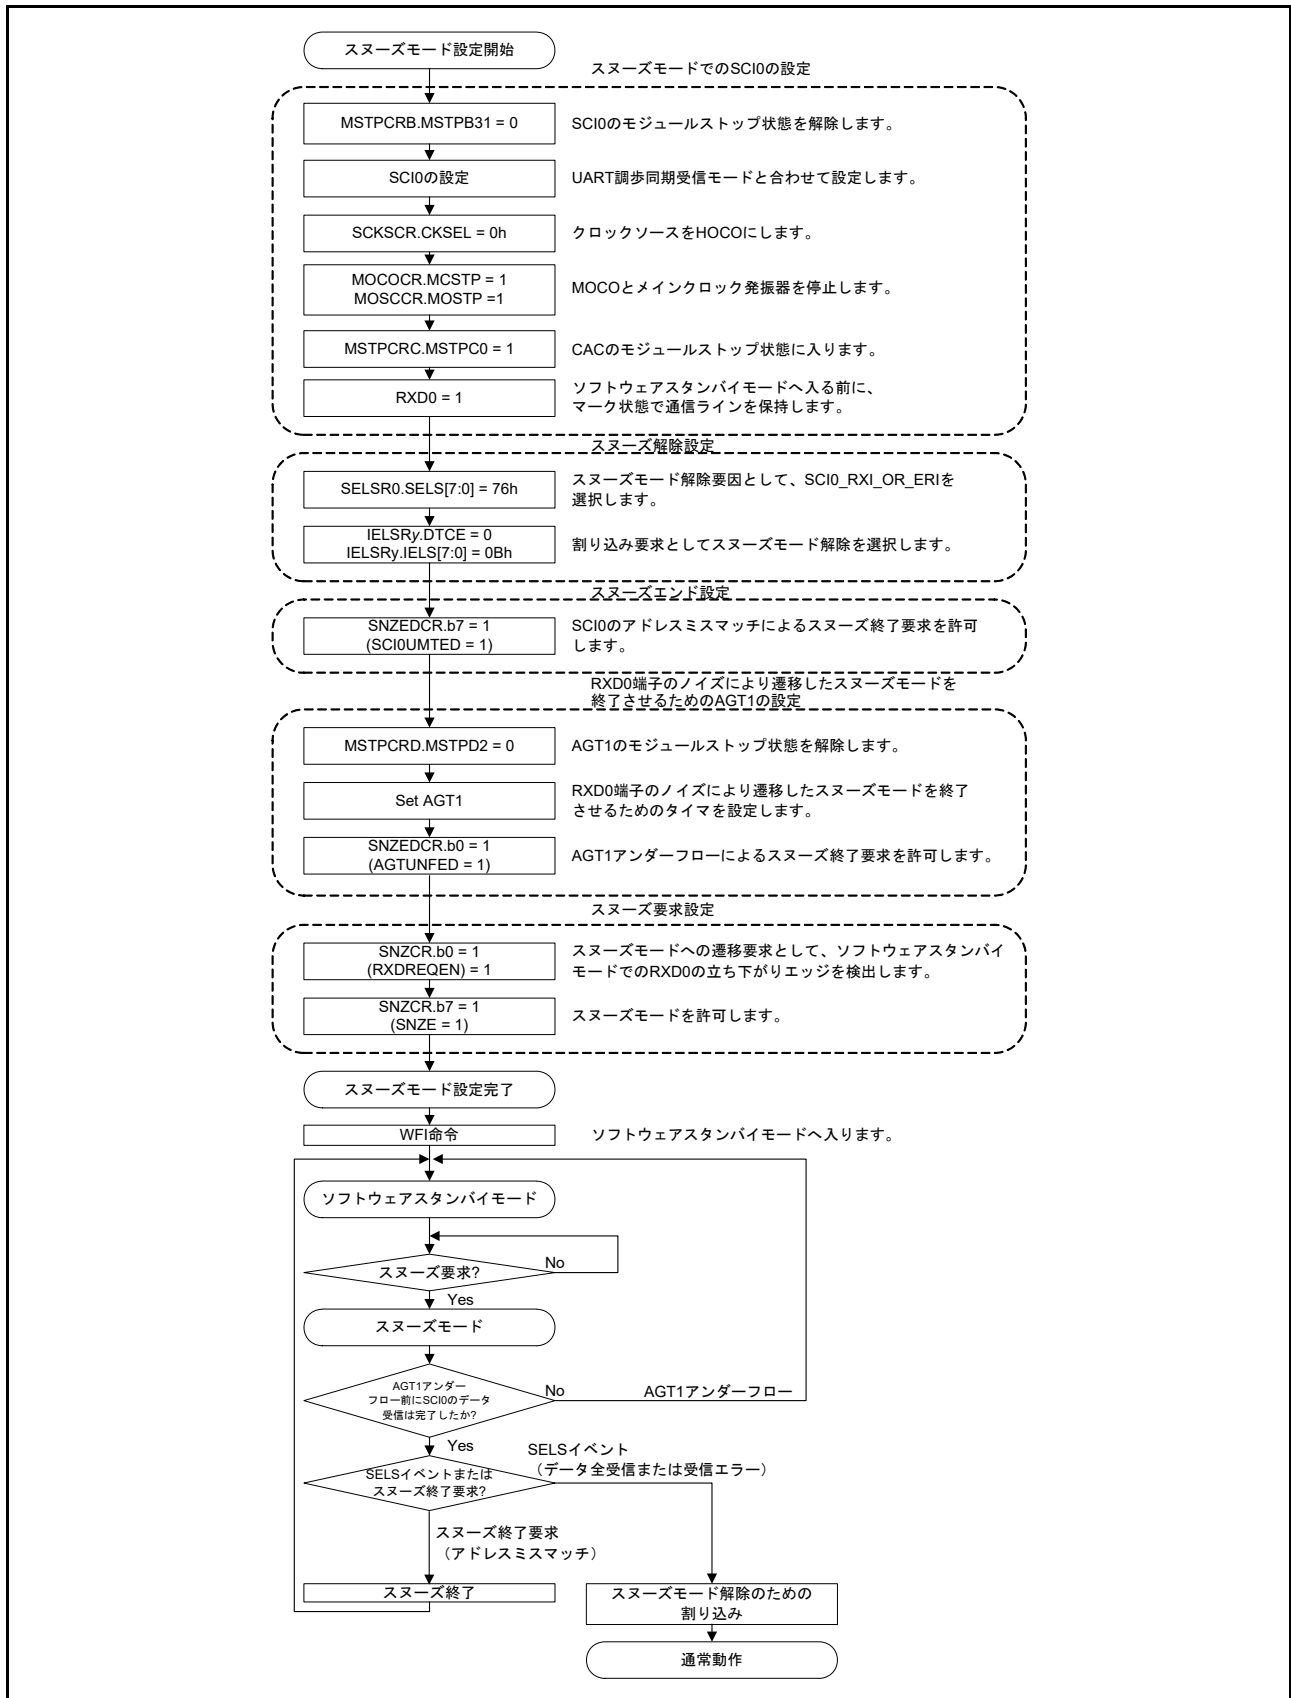 スヌーズモード設定開始
スヌーズモードでのSCI0の設定
MSTPCRB.MSTPB31 = 0
SCI0のモジュールストップ状態を解除します。
SCI0の設定
UART調歩同期受信モードと合わせて設定します。
SCKSCR.CKSEL = 0h
クロックソースをHOCOにします。
MOCOCR.MCSTP = 1
MOSCCR.MOSTP =1
MOCOとメインクロック発振器を停止します。
MSTPCRC.MSTPC0 = 1
CACのモジュールストップ状態に入ります。
RXD0 = 1
ソフトウェアスタンバイモードへ入る前に、
マーク状態で通信ラインを保持します。
スヌーズ解除設定
SELSR0.SELS[7:0] = 76h
スヌーズモード解除要因として、SCI0_RXI_OR_ERIを
選択します。
IELSRy.DTCE = 0
IELSRy.IELS[7:0] = 0Bh
割り込み要求としてスヌーズモード解除を選択します。
スヌーズエンド設定
SNZEDCR.b7 = 1
(SCI0UMTED = 1)
SCI0のアドレスミスマッチによるスヌーズ終了要求を許可
します。
RXD0端子のノイズにより遷移したスヌーズモードを
終了させるためのAGT1の設定
MSTPCRD.MSTPD2 = 0
AGT1のモジュールストップ状態を解除します。
Set AGT1
RXD0端子のノイズにより遷移したスヌーズモードを終了
させるためのタイマを設定します。
SNZEDCR.b0 = 1
(AGTUNFED = 1)
AGT1アンダーフローによるスヌーズ終了要求を許可します。
スヌーズ要求設定
SNZCR.b0 = 1
(RXDREQEN) = 1
スヌーズモードへの遷移要求として、ソフトウェアスタンバイ
モードでのRXD0の立ち下がりエッジを検出します。
SNZCR.b7 = 1
(SNZE = 1)
スヌーズモードを許可します。
スヌーズモード設定完了
WFI命令
ソフトウェアスタンバイモードへ入ります。
ソフトウェアスタンバイモード
スヌーズ要求?
No
Yes
スヌーズモード
AGT1アンダー
フロー前にSCI0のデータ
受信は完了したか?
No
AGT1アンダーフロー
Yes
SELSイベント
（データ全受信または受信エラー）
SELSイベントまたは
スヌーズ終了要求?
スヌーズ終了要求
（アドレスミスマッチ）
スヌーズ終了
スヌーズモード解除のための
割り込み
通常動作